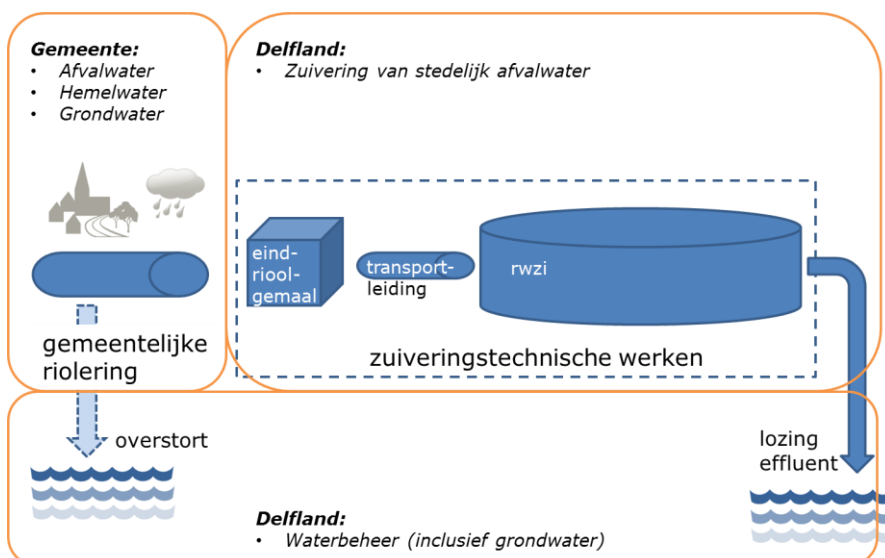 Gemeente:
• Afvalwater
• Hemelwater
• Grondwater
Delfland:
• Zuivering van stedelijk afvalwater
eind-
riool-
gemaal
transport-
leiding
rwzi
gemeentelijke
riolering
zuiveringstechnische werken
overstort
lozing
effluent
Delfland:
• Waterbeheer (inclusief grondwater)